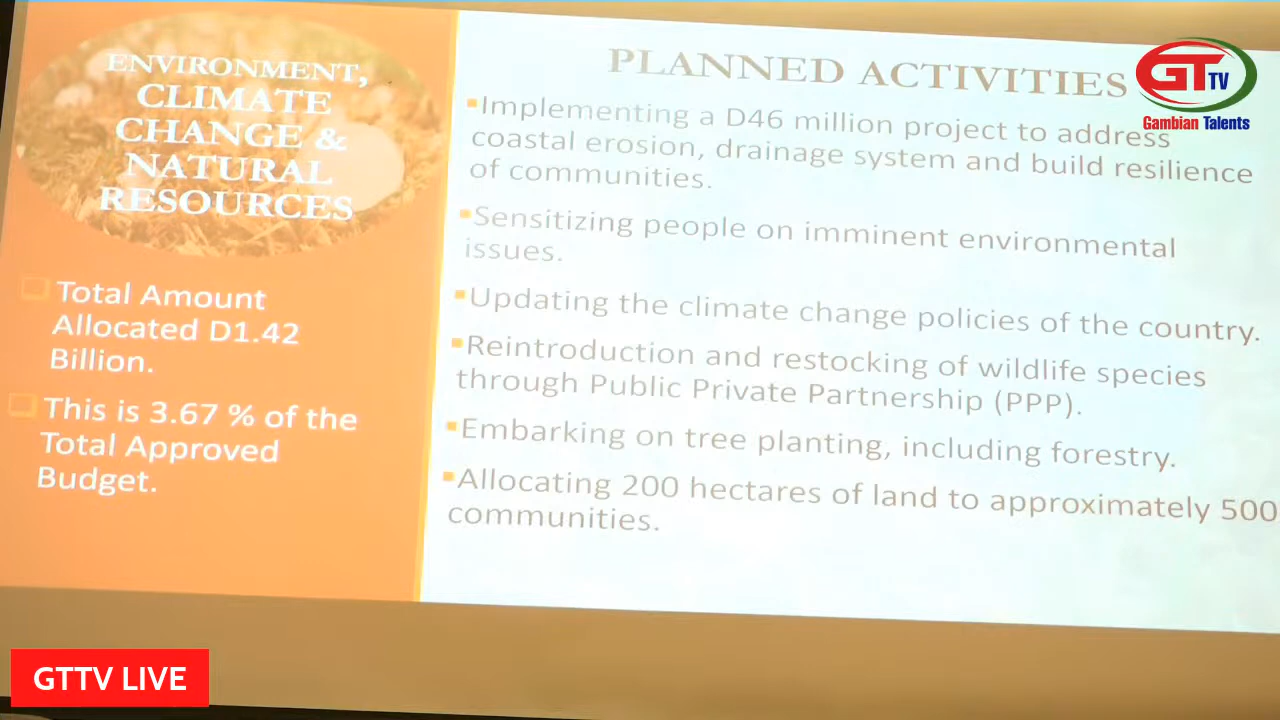 ENVIRONMENT,
CLIMATE
CHANGE &
NATURAL
RESOURCES
Total Amount
Allocated D1.42
Billion.
This is 3.67 % of the
Total Approved
Budget.
PLANNED ACTIVITIES
Implementing a D46 million project to address
coastal erosion, drainage system and build resilience
of communities.
Sensitizing people on imminent environmental
issues.
Updating the climate change policies of the country.
Reintroduction and restocking of wildlife species
through Public Private Partnership (PPP).
Embarking on tree planting, including forestry.
Allocating 200 hectares of land to approximately 500
communities.
GT TV
Gambian Talents
GTTV LIVE